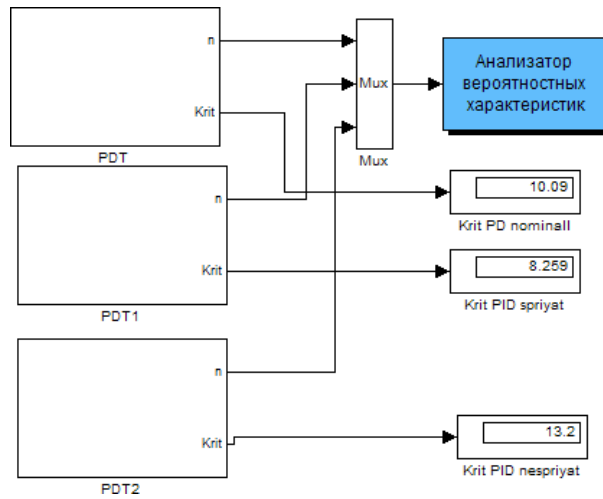 n
Krit
PDT
Mux
Mux
Анализатор
вероятностных
характеристик
10.09
Krit PD nominall
n
Krit
PDT1
8.259
Krit PID spriyat
n
Krit
PDT2
13.2
Krit PID nespriyat